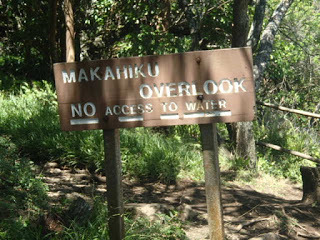 MAKAHIKU
OVERLOOK
NO ACCESS TO WATER